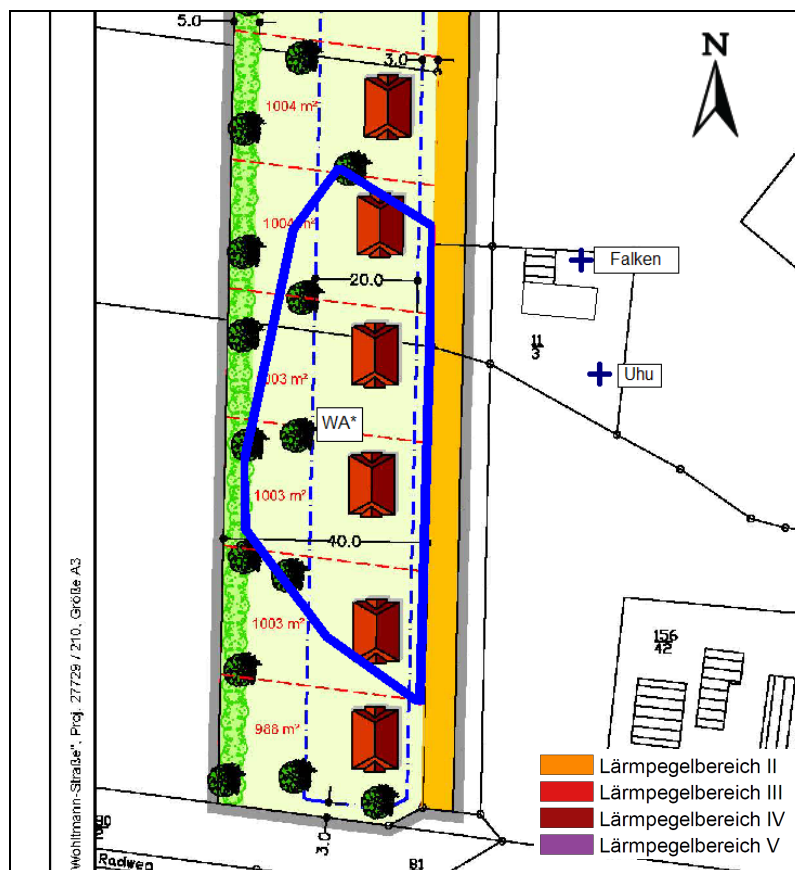 5.0
3.0
N
1004 m²
1004 m²
Falken
20.0
11
3
Uhu
003 m²
WA*
1003 m²
40.0
1003 m²
156
42
988 m²
Wohltmann-Straße", Proj. 27729 / 210, Größe A3
Lärmpegelbereich II
Lärmpegelbereich III
Lärmpegelbereich IV
Lärmpegelbereich V
3.0
Radweg
81